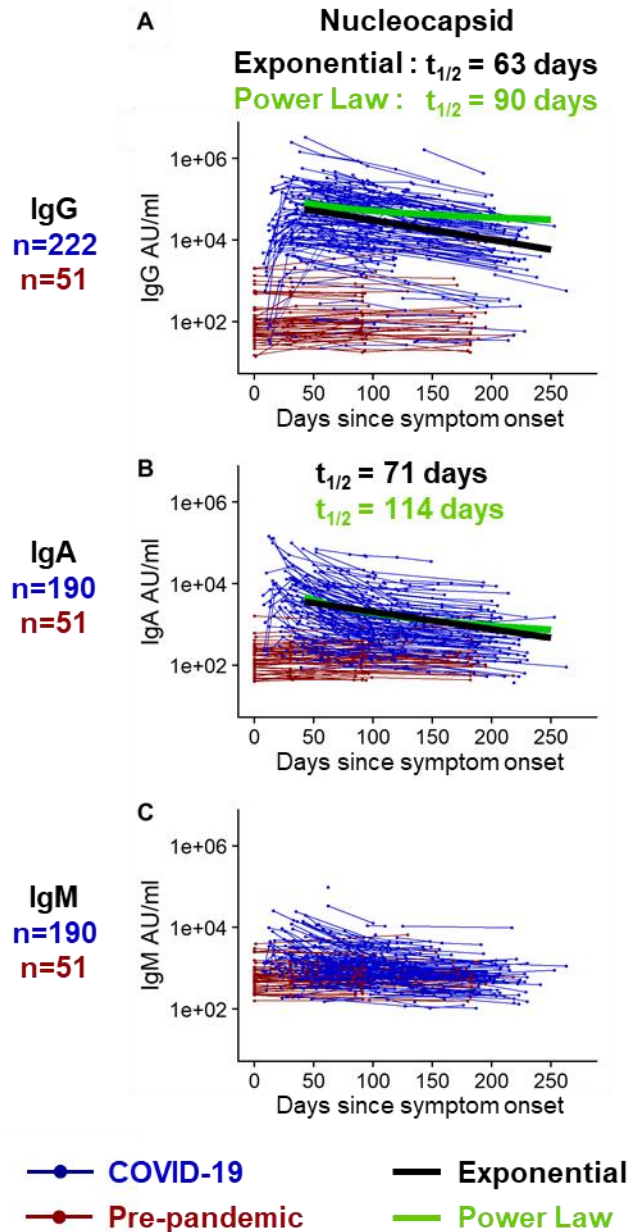 A
Nucleocapsid
Exponential : t1/2 = 63 days
Power Law : t1/2 = 90 days
IgG
n=222
n=51
IgG AU/ml
1e+06
1e+04
1e+02
0 50 100 150 200 250
Days since symptom onset
B
t1/2 = 71 days
t1/2 = 114 days
IgA
n=190
n=51
IgA AU/ml
1e+06
1e+04
1e+02
0 50 100 150 200 250
Days since symptom onset
C
IgM
n=190
n=51
IgM AU/ml
1e+06
1e+04
1e+02
0 50 100 150 200 250
Days since symptom onset
COVID-19 Exponential
Pre-pandemic Power Law